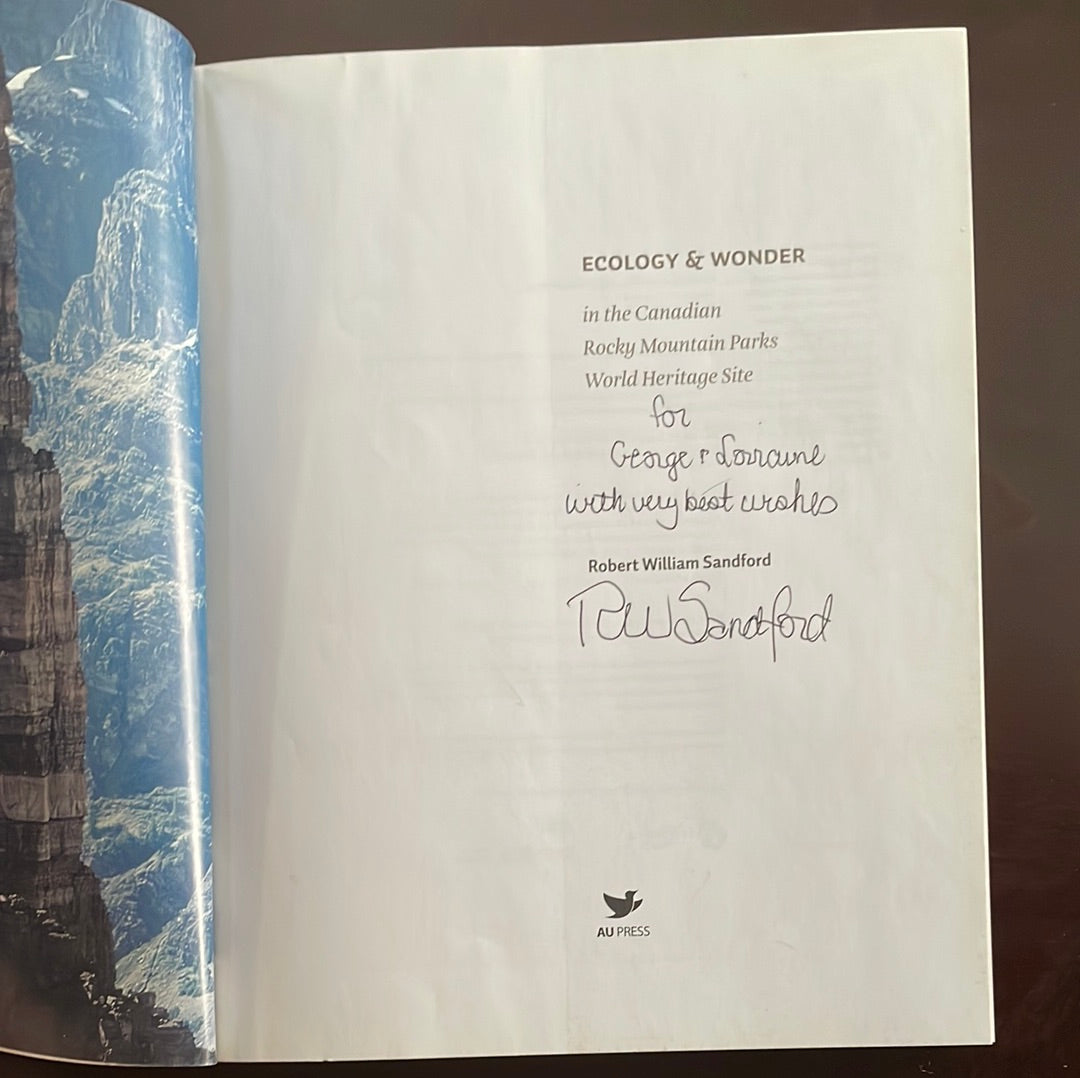 ECOLOGY & WONDER
in the Canadian
Rocky Mountain Parks
World Heritage Site
for
George & Lorraine
with very best wishes
Robert William Sandford
RW Sandford
AU PRESS